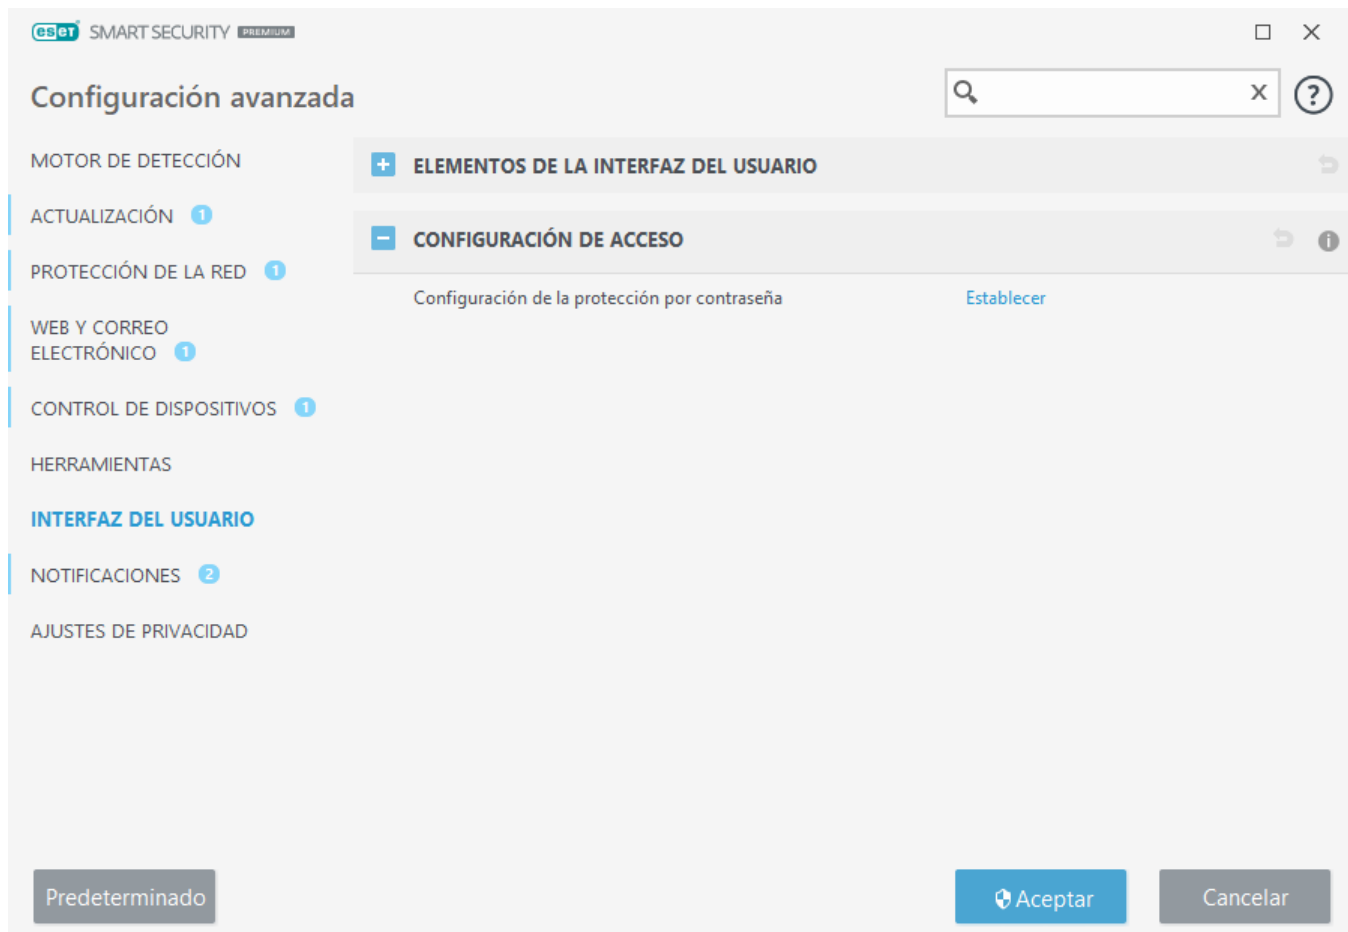 eset SMART SECURITY PREMIUM
Configuración avanzada
X
?
MOTOR DE DETECCIÓN
ACTUALIZACIÓN 1
PROTECCIÓN DE LA RED 1
WEB Y CORREO
ELECTRÓNICO 1
CONTROL DE DISPOSITIVOS 1
HERRAMIENTAS
INTERFAZ DEL USUARIO
NOTIFICACIONES 2
AJUSTES DE PRIVACIDAD
ELEMENTOS DE LA INTERFAZ DEL USUARIO
CONFIGURACIÓN DE ACCESO
Configuración de la protección por contraseña Establecer
Predeterminado
Aceptar
Cancelar